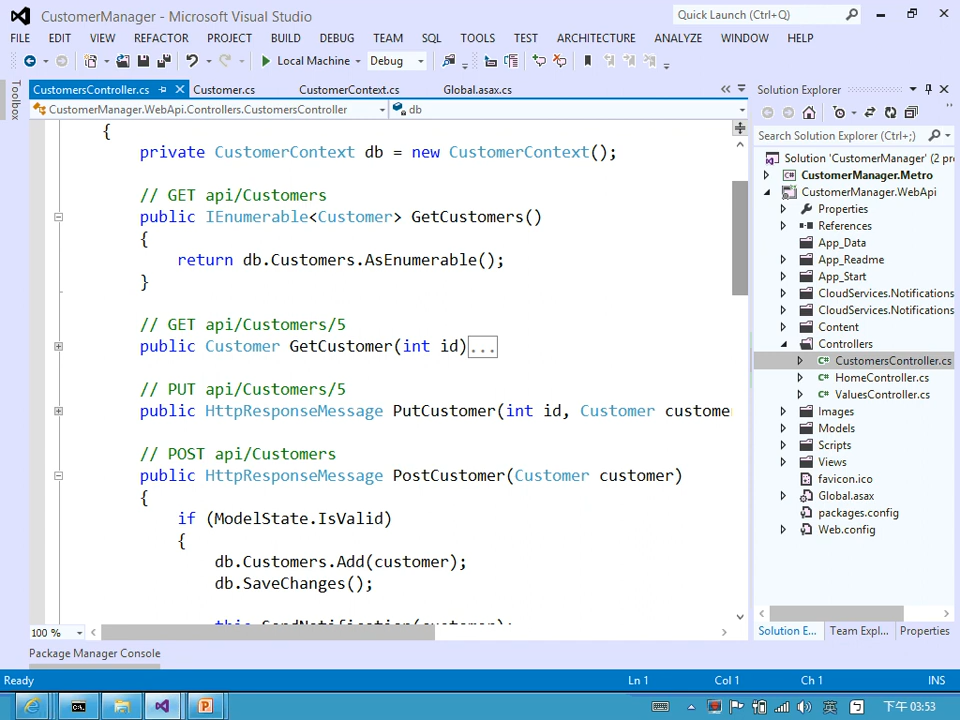 CustomerManager - Microsoft Visual Studio
Quick Launch (Ctrl+Q)
FILE EDIT VIEW REFACTOR PROJECT BUILD DEBUG TEAM SQL TOOLS TEST ARCHITECTURE ANALYZE WINDOW HELP
Local Machine Debug
Toolbox
CustomersController.cs Customer.cs CustomerContext.cs Global.asax.cs
CustomerManager.WebApi.Controllers.CustomersController db
{
private CustomerContext db = new CustomerContext();
// GET api/Customers
public IEnumerable<Customer> GetCustomers()
{
return db.Customers.AsEnumerable();
}
// GET api/Customers/5
public Customer GetCustomer(int id)...
// PUT api/Customers/5
public HttpResponseMessage PutCustomer(int id, Customer custome
// POST api/Customers
public HttpResponseMessage PostCustomer(Customer customer)
{
if (ModelState.IsValid)
{
db.Customers.Add(customer);
db.SaveChanges();
this.SendNotification(customer);
100 %
Solution Explorer
Search Solution Explorer (Ctrl+;)
Solution 'CustomerManager' (2 pr
CustomerManager.Metro
CustomerManager.WebApi
Properties
References
App_Data
App_Readme
App_Start
CloudServices.Notifications
CloudServices.Notifications
Content
Controllers
CustomersController.cs
HomeController.cs
ValuesController.cs
Images
Models
Scripts
Views
favicon.ico
Global.asax
packages.config
Web.config
Solution E... Team Expl... Properties
Package Manager Console
Ready Ln 1 Col 1 Ch 1 INS
英 下午 03:53